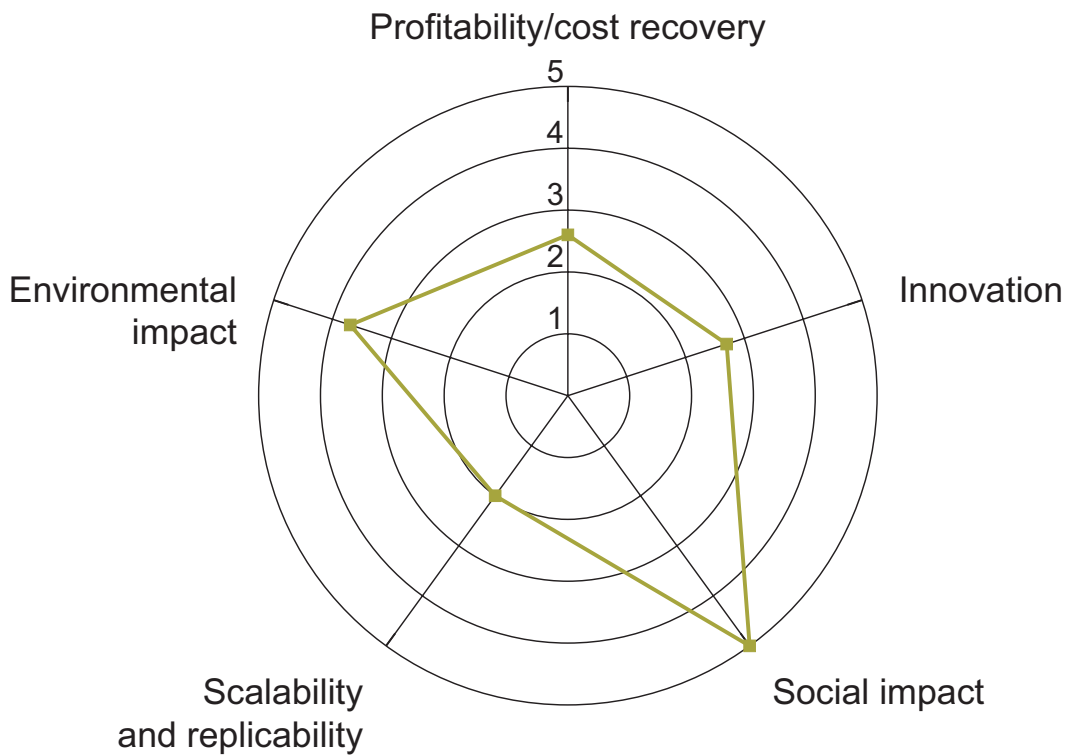 Profitability/cost recovery
5
4
3
2
1
Environmental
impact
Innovation
Scalability
and replicability
Social impact